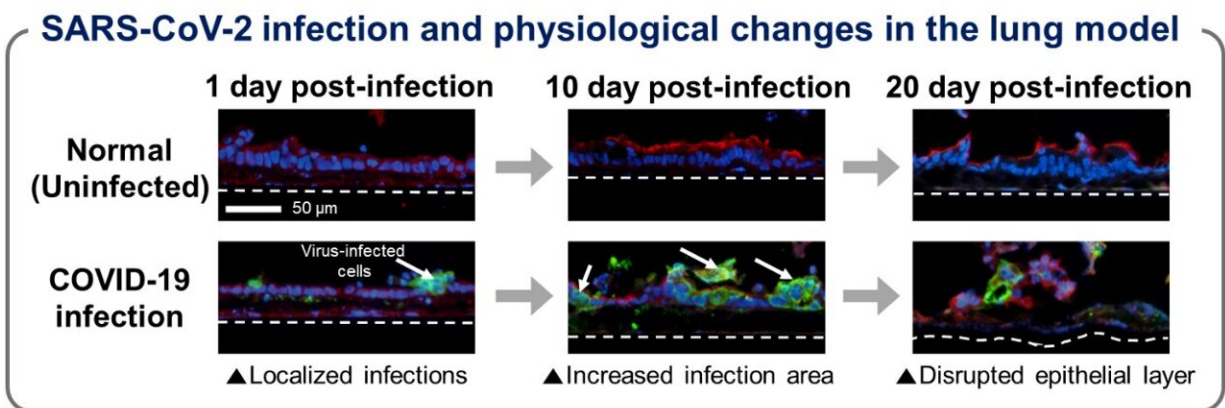 SARS-CoV-2 infection and physiological changes in the lung model
1 day post-infection
10 day post-infection
20 day post-infection
Normal
(Uninfected)
50 µm
COVID-19
infection
Virus-infected
cells
▲Localized infections
▲Increased infection area
▲Disrupted epithelial layer